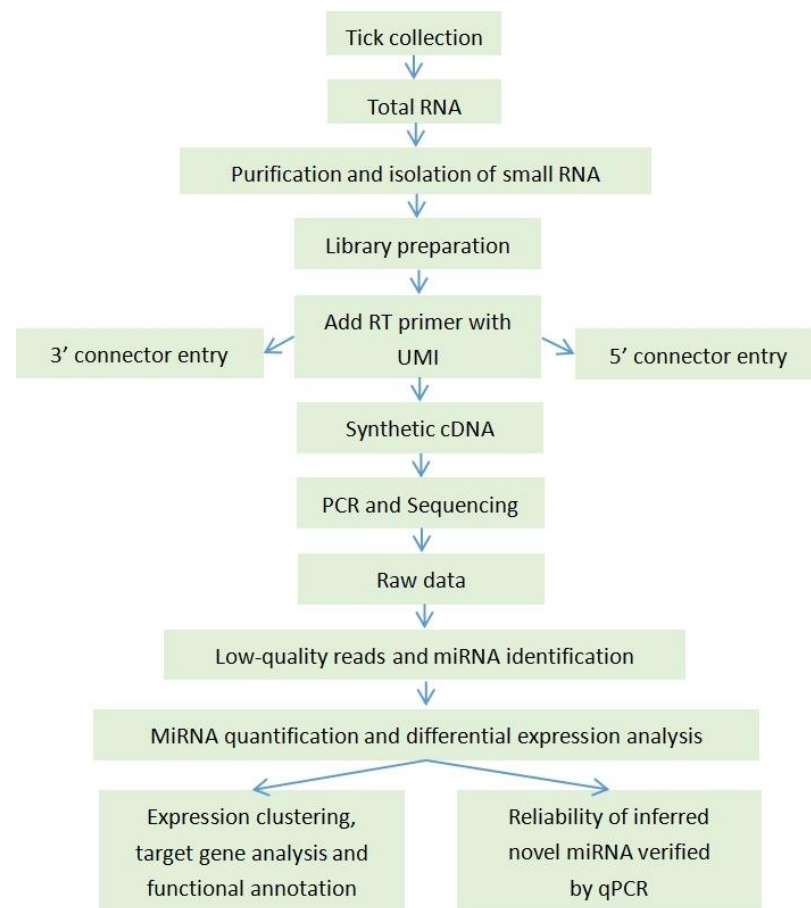 Tick collection
Total RNA
Purification and isolation of small RNA
Library preparation
Add RT primer with
UMI
3’ connector entry
5’ connector entry
Synthetic cDNA
PCR and Sequencing
Raw data
Low-quality reads and miRNA identification
MiRNA quantification and differential expression analysis
Expression clustering,
target gene analysis and
functional annotation
Reliability of inferred
novel miRNA verified
by qPCR